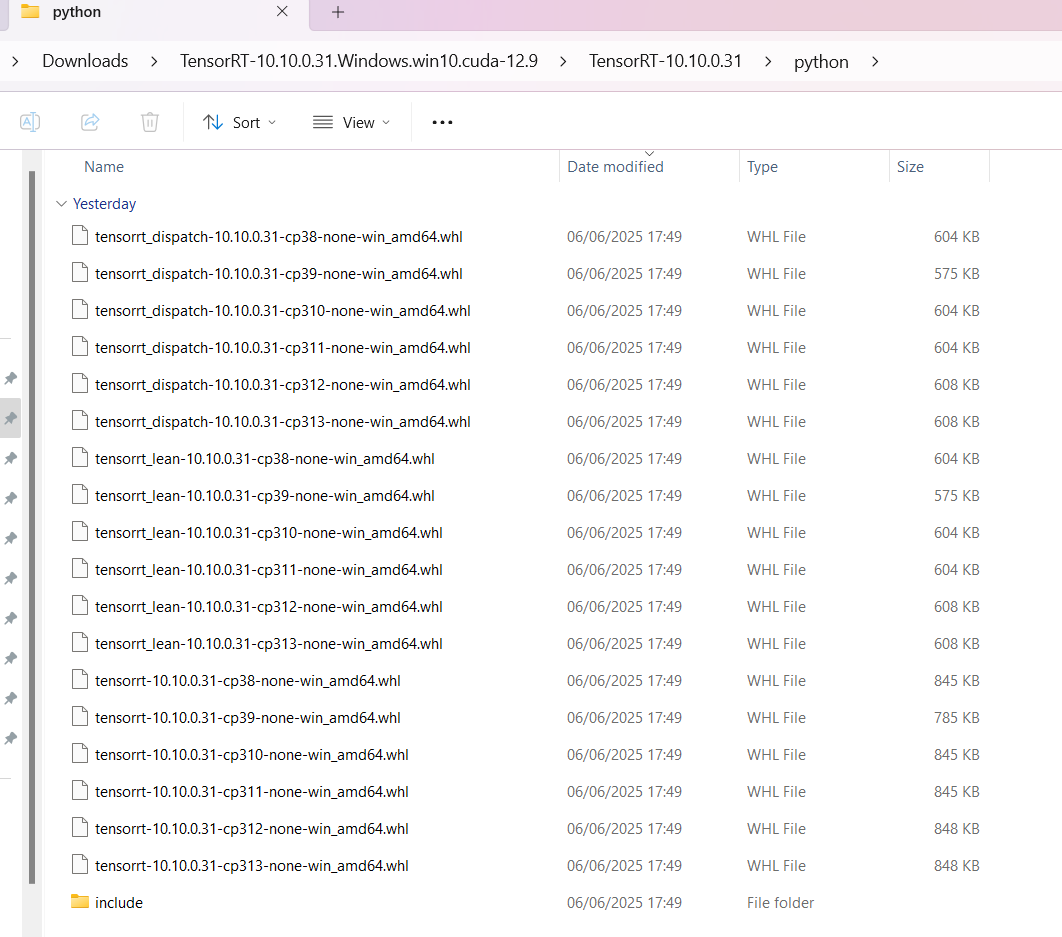 python
Downloads > TensorRT-10.10.0.31.Windows.win10.cuda-12.9 > TensorRT-10.10.0.31 > python >
Sort View
Name Date modified Type Size
Yesterday
tensorrt_dispatch-10.10.0.31-cp38-none-win_amd64.whl 06/06/2025 17:49 WHL File 604 KB
tensorrt_dispatch-10.10.0.31-cp39-none-win_amd64.whl 06/06/2025 17:49 WHL File 575 KB
tensorrt_dispatch-10.10.0.31-cp310-none-win_amd64.whl 06/06/2025 17:49 WHL File 604 KB
tensorrt_dispatch-10.10.0.31-cp311-none-win_amd64.whl 06/06/2025 17:49 WHL File 604 KB
tensorrt_dispatch-10.10.0.31-cp312-none-win_amd64.whl 06/06/2025 17:49 WHL File 608 KB
tensorrt_dispatch-10.10.0.31-cp313-none-win_amd64.whl 06/06/2025 17:49 WHL File 608 KB
tensorrt_lean-10.10.0.31-cp38-none-win_amd64.whl 06/06/2025 17:49 WHL File 604 KB
tensorrt_lean-10.10.0.31-cp39-none-win_amd64.whl 06/06/2025 17:49 WHL File 575 KB
tensorrt_lean-10.10.0.31-cp310-none-win_amd64.whl 06/06/2025 17:49 WHL File 604 KB
tensorrt_lean-10.10.0.31-cp311-none-win_amd64.whl 06/06/2025 17:49 WHL File 604 KB
tensorrt_lean-10.10.0.31-cp312-none-win_amd64.whl 06/06/2025 17:49 WHL File 608 KB
tensorrt_lean-10.10.0.31-cp313-none-win_amd64.whl 06/06/2025 17:49 WHL File 608 KB
tensorrt-10.10.0.31-cp38-none-win_amd64.whl 06/06/2025 17:49 WHL File 845 KB
tensorrt-10.10.0.31-cp39-none-win_amd64.whl 06/06/2025 17:49 WHL File 785 KB
tensorrt-10.10.0.31-cp310-none-win_amd64.whl 06/06/2025 17:49 WHL File 845 KB
tensorrt-10.10.0.31-cp311-none-win_amd64.whl 06/06/2025 17:49 WHL File 845 KB
tensorrt-10.10.0.31-cp312-none-win_amd64.whl 06/06/2025 17:49 WHL File 848 KB
tensorrt-10.10.0.31-cp313-none-win_amd64.whl 06/06/2025 17:49 WHL File 848 KB
include 06/06/2025 17:49 File folder